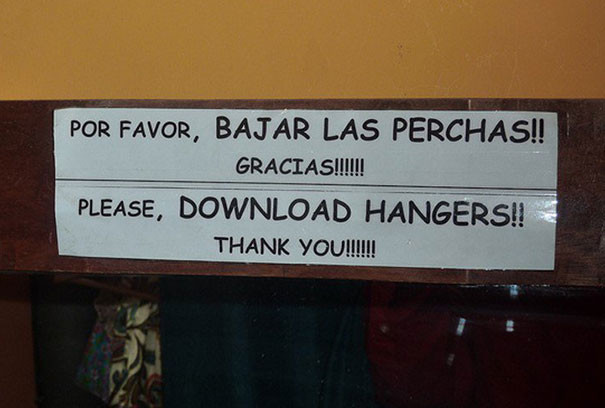 POR FAVOR, BAJAR LAS PERCHAS!!
GRACIAS!!!!!!
PLEASE, DOWNLOAD HANGERS!!
THANK YOU!!!!!!